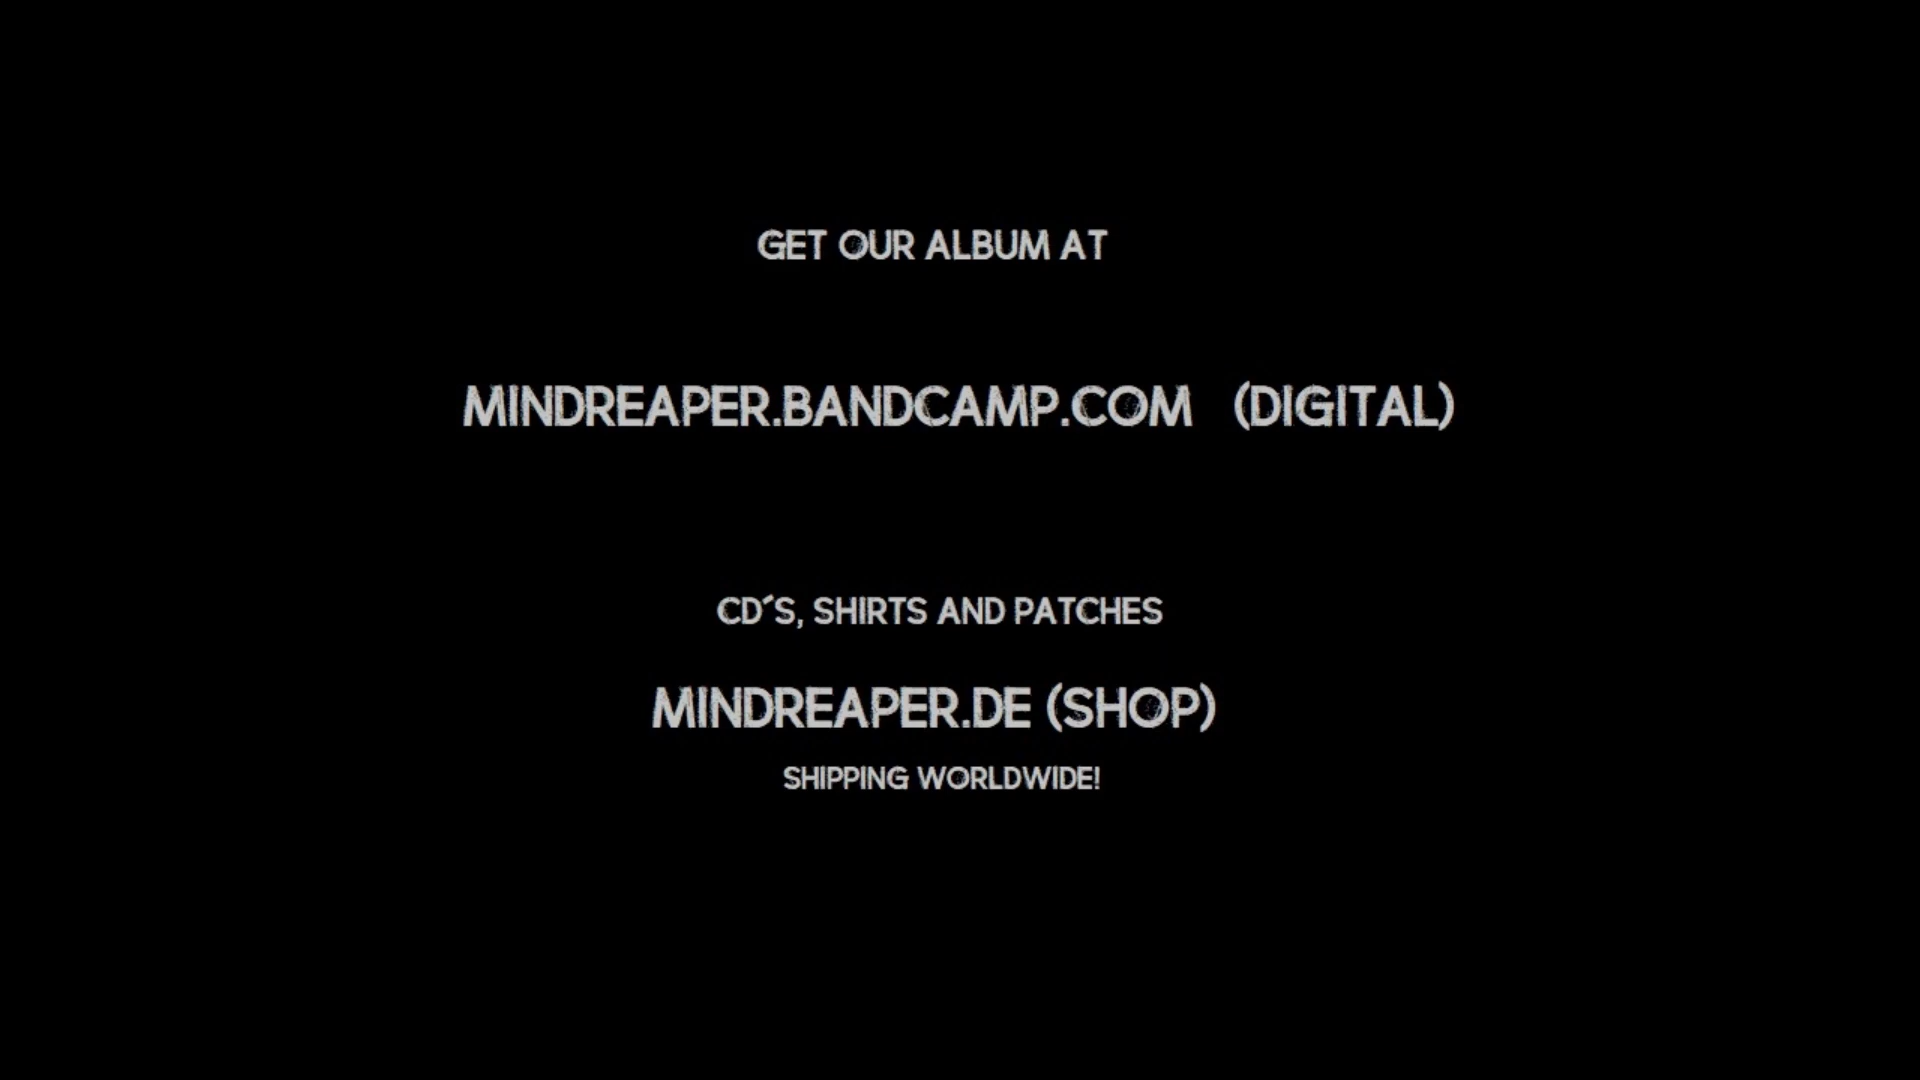 GET OUR ALBUM AT
MINDREAPER.BANDCAMP.COM (DIGITAL)
CD´S, SHIRTS AND PATCHES
MINDREAPER.DE (SHOP)
SHIPPING WORLDWIDE!